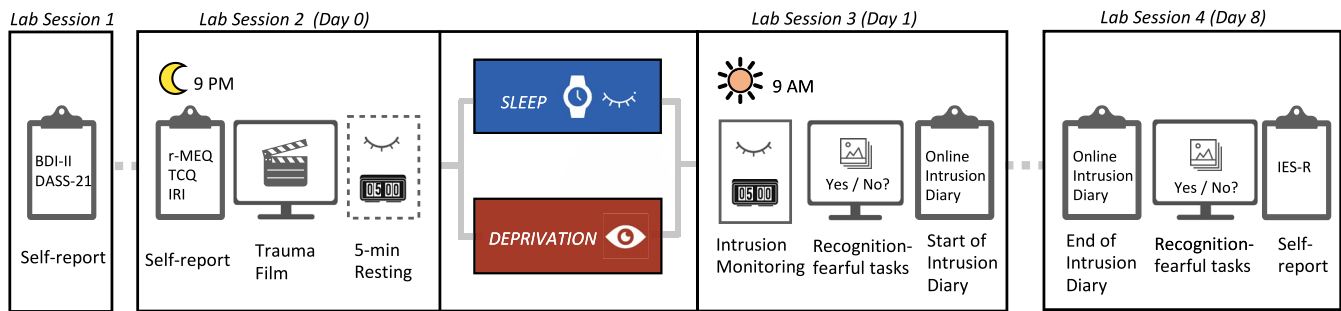 Lab Session 1
BDI-II
DASS-21
Self-report
Lab Session 2 (Day 0)
9 PM
r-MEQ
TCQ
IRI
Self-report
Trauma
Film
05 00
5-min
Resting
SLEEP
DEPRIVATION
Lab Session 3 (Day 1)
9 AM
05 00
Intrusion
Monitoring
Yes / No?
Recognition-
fearful tasks
Online
Intrusion
Diary
Start of
Intrusion
Diary
Lab Session 4 (Day 8)
Online
Intrusion
Diary
End of
Intrusion
Diary
Yes / No?
Recognition-
fearful tasks
IES-R
Self-
report